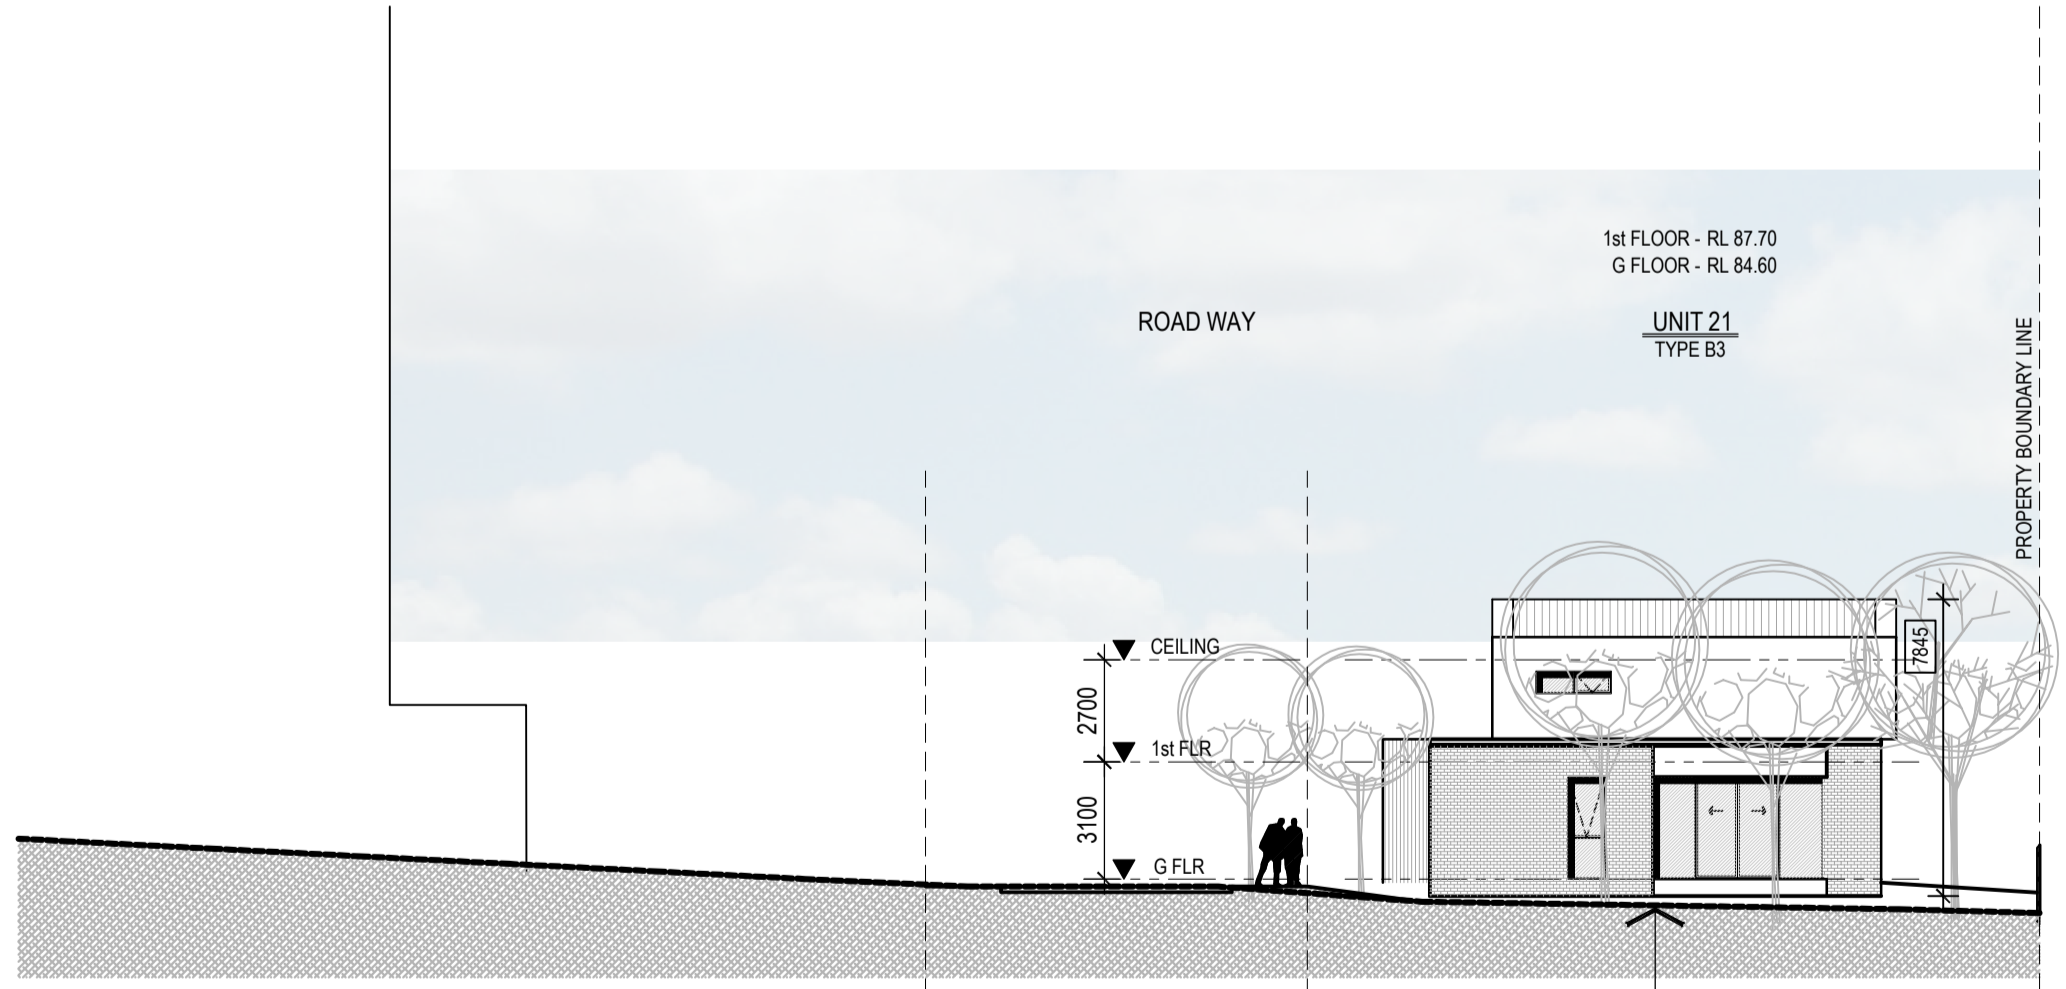 1st FLOOR - RL 87.70
G FLOOR - RL 84.60
ROAD WAY
UNIT 21
TYPE B3
PROPERTY BOUNDARY LINE
CEILING
7845
2700
1st FLR
3100
G FLR